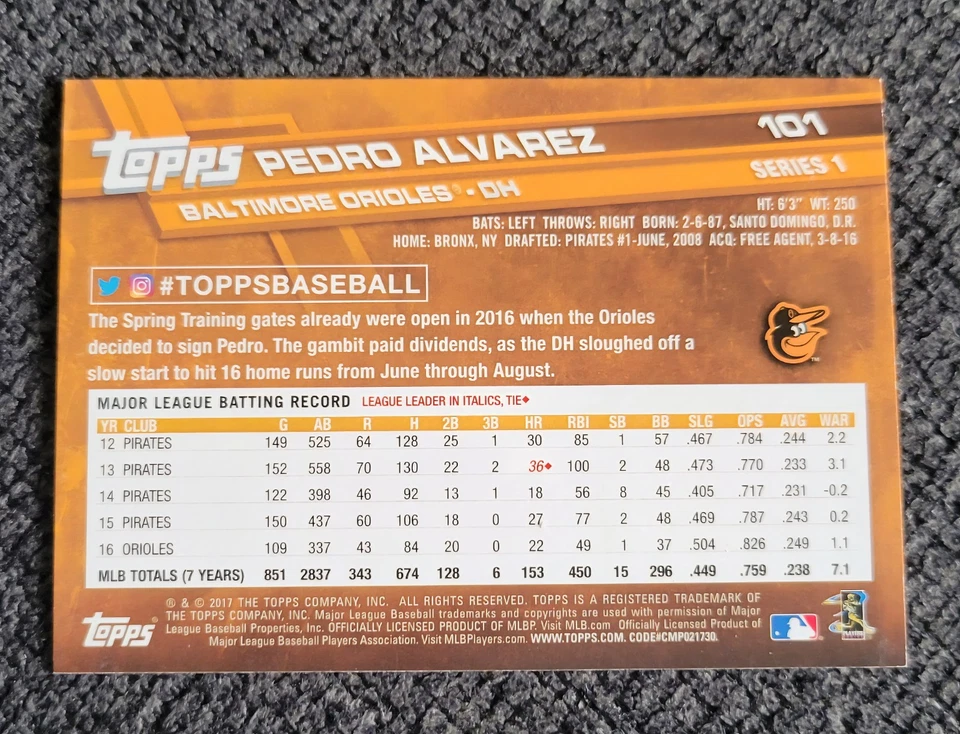 topps PEDRO ALVAREZ 101
BALTIMORE ORIOLES® • DH SERIES 1
HT: 6'3" WT: 250
BATS: LEFT THROWS: RIGHT BORN: 2-6-87, SANTO DOMINGO, D.R.
HOME: BRONX, NY DRAFTED: PIRATES #1-JUNE, 2008 ACQ: FREE AGENT, 3-8-16
#TOPPSBASEBALL
The Spring Training gates already were open in 2016 when the Orioles
decided to sign Pedro. The gambit paid dividends, as the DH sloughed off a
slow start to hit 16 home runs from June through August.
TM
MAJOR LEAGUE BATTING RECORD LEAGUE LEADER IN ITALICS, TIE♦
YR CLUB G AB R H 2B 3B HR RBI SB BB SLG OPS AVG WAR
12 PIRATES 149 525 64 128 25 1 30 85 1 57 .467 .784 .244 2.2
13 PIRATES 152 558 70 130 22 2 36♦ 100 2 48 .473 .770 .233 3.1
14 PIRATES 122 398 46 92 13 1 18 56 8 45 .405 .717 .231 -0.2
15 PIRATES 150 437 60 106 18 0 27 77 2 48 .469 .787 .243 0.2
16 ORIOLES 109 337 43 84 20 0 22 49 1 37 .504 .826 .249 1.1
MLB TOTALS (7 YEARS) 851 2837 343 674 128 6 153 450 15 296 .449 .759 .238 7.1
® & © 2017 THE TOPPS COMPANY, INC. ALL RIGHTS RESERVED. TOPPS IS A REGISTERED TRADEMARK OF
THE TOPPS COMPANY, INC. Major League Baseball trademarks and copyrights are used with permission of Major
League Baseball Properties, Inc. OFFICIALLY LICENSED PRODUCT OF MLBP. Visit MLB.com Officially Licensed Product of
Major League Baseball Players Association. Visit MLBPlayers.com. WWW.TOPPS.COM. CODE#CMP021730.
topps®
PLAYERS